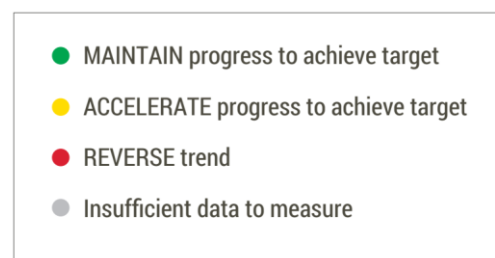 MAINTAIN progress to achieve target
ACCELERATE progress to achieve target
REVERSE trend
Insufficient data to measure